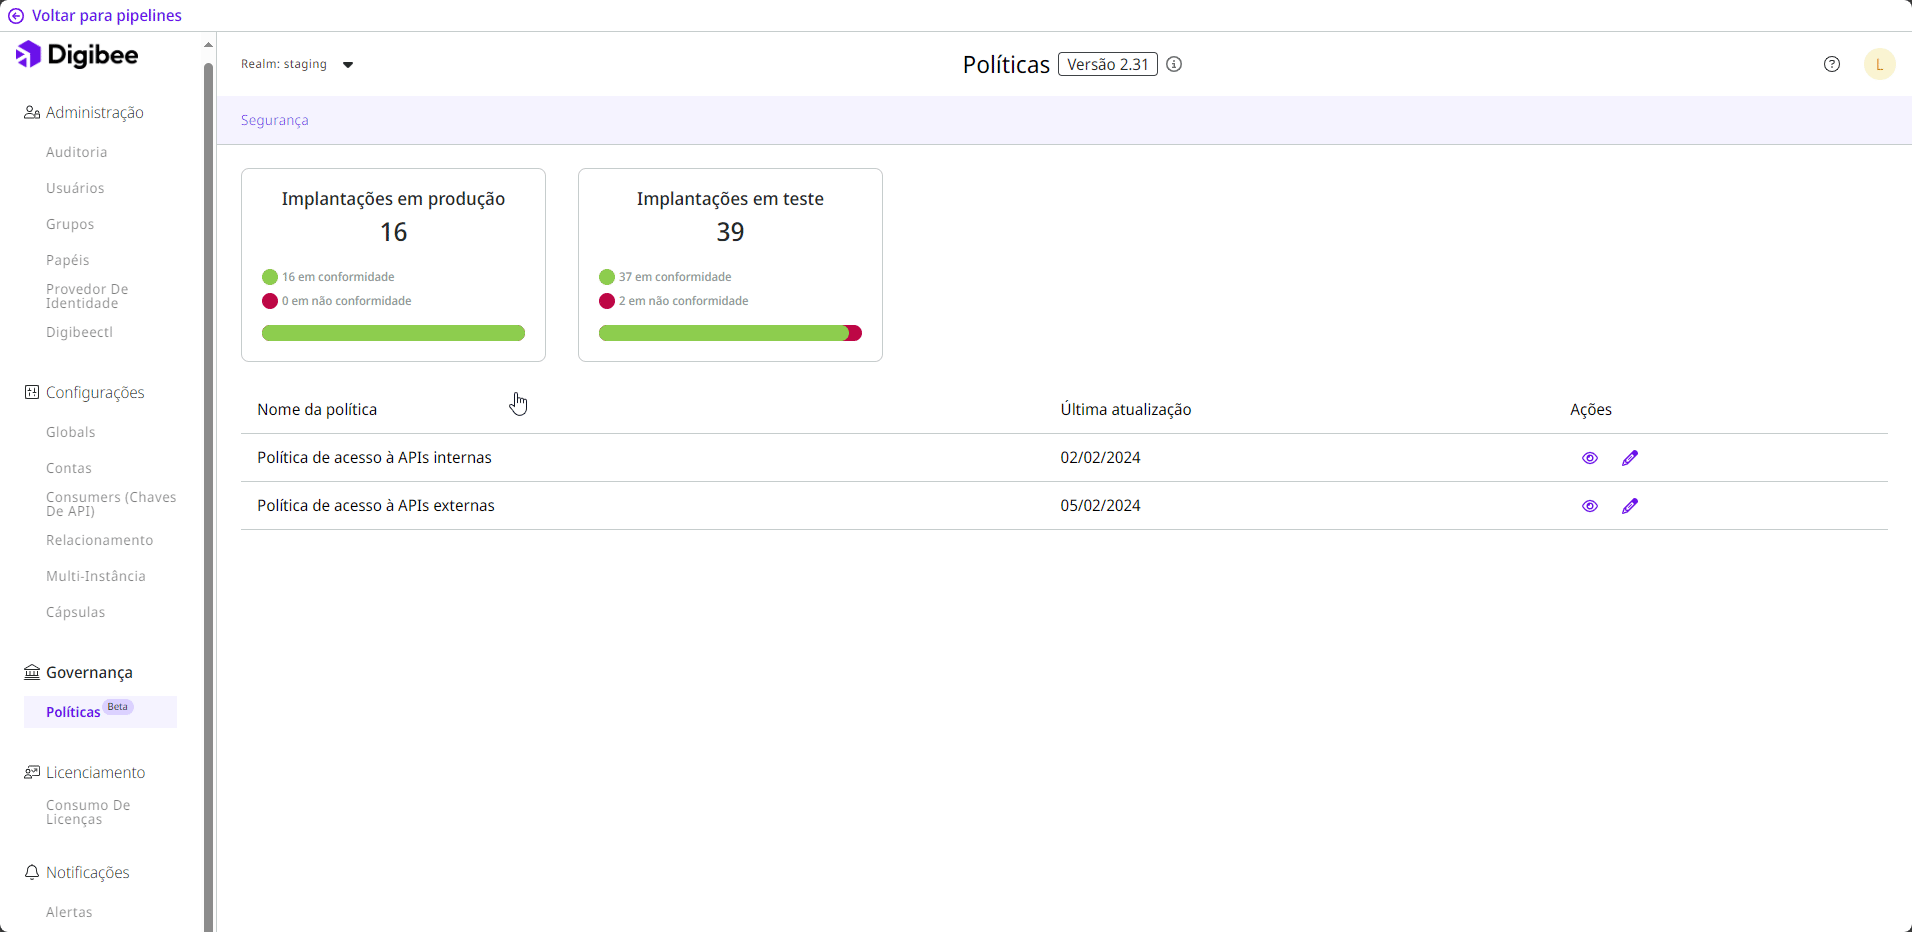 Voltar para pipelines
Digibee
Administração
Auditoria
Usuários
Grupos
Papéis
Provedor De
Identidade
Digibeectl
Configurações
Globals
Contas
Consumers (Chaves
De API)
Relacionamento
Multi-Instância
Cápsulas
Governança
Políticas Beta
Licenciamento
Consumo De
Licenças
Notificações
Alertas
Realm: staging
Políticas Versão 2.31
L
Segurança
Implantações em produção
16
16 em conformidade
0 em não conformidade
Implantações em teste
39
37 em conformidade
2 em não conformidade
Nome da política Última atualização Ações
Política de acesso à APIs internas 02/02/2024
Política de acesso à APIs externas 05/02/2024